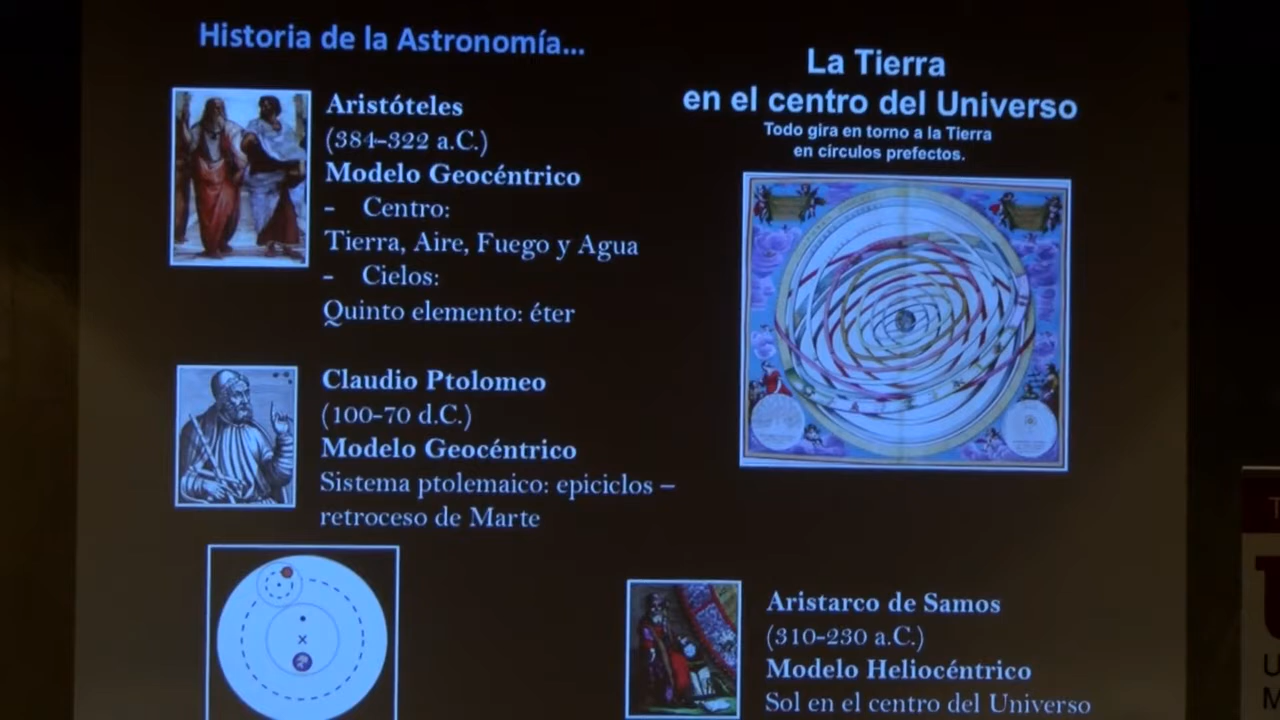 Historia de la Astronomía...
Aristóteles
(384-322 a.C.)
Modelo Geocéntrico
- Centro:
Tierra, Aire, Fuego y Agua
- Cielos:
Quinto elemento: éter
Claudio Ptolomeo
(100-70 d.C.)
Modelo Geocéntrico
Sistema ptolemaico: epiciclos –
retroceso de Marte
La Tierra
en el centro del Universo
Todo gira en torno a la Tierra
en círculos prefectos.
Aristarco de Samos
(310-230 a.C.)
Modelo Heliocéntrico
Sol en el centro del Universo